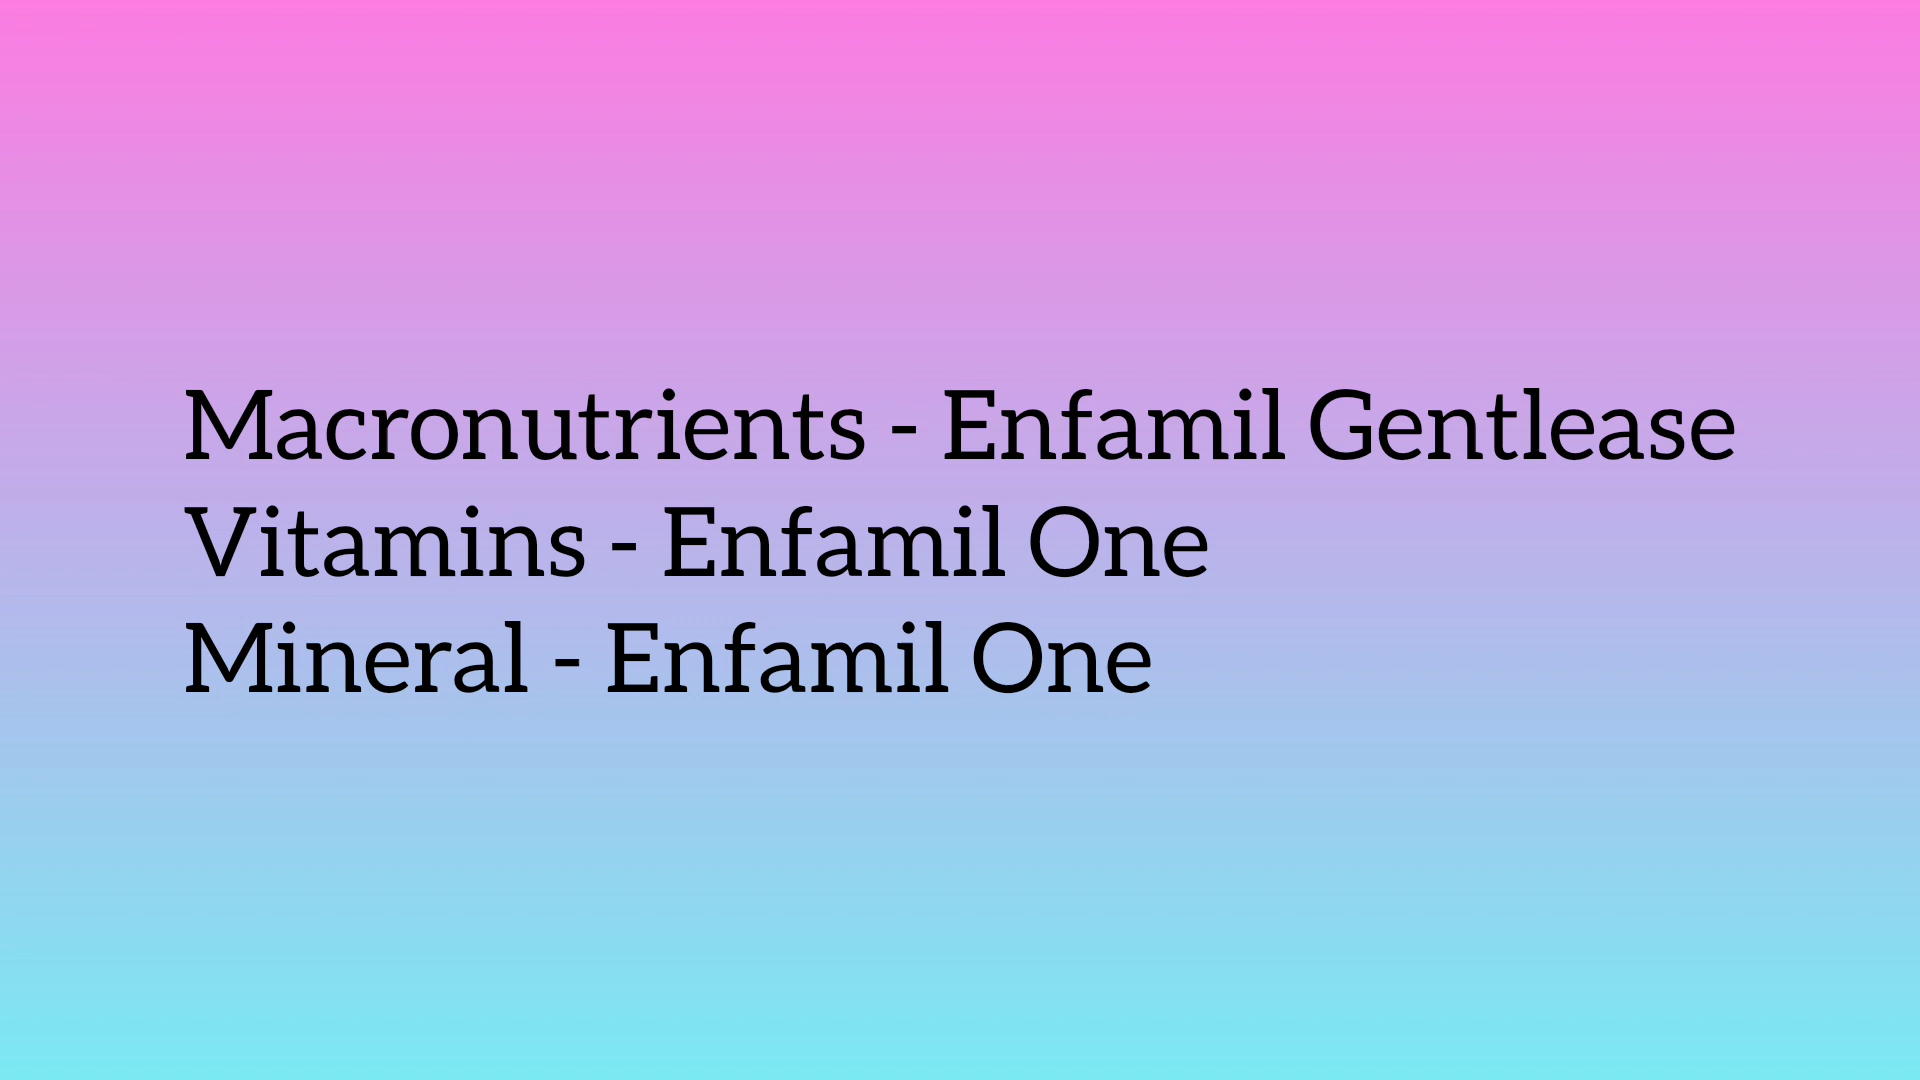 Macronutrients - Enfamil Gentlease
Vitamins - Enfamil One
Mineral - Enfamil One